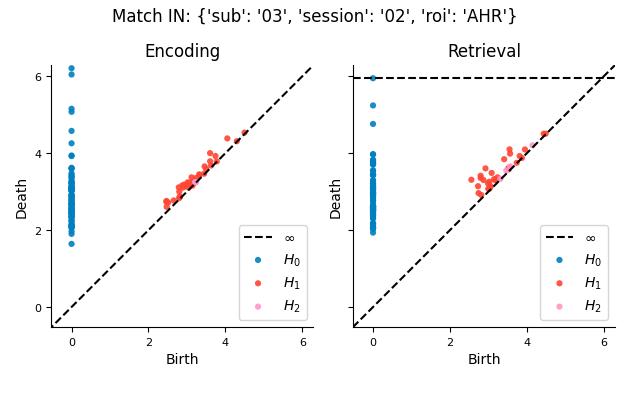 Match IN: {'sub': '03', 'session': '02', 'roi': 'AHR'}
Encoding
Retrieval
6
4
2
0
Death
∞
H₀
H₁
H₂
0
2
4
6
Birth
Death
∞
H₀
H₁
H₂
0
2
4
6
Birth